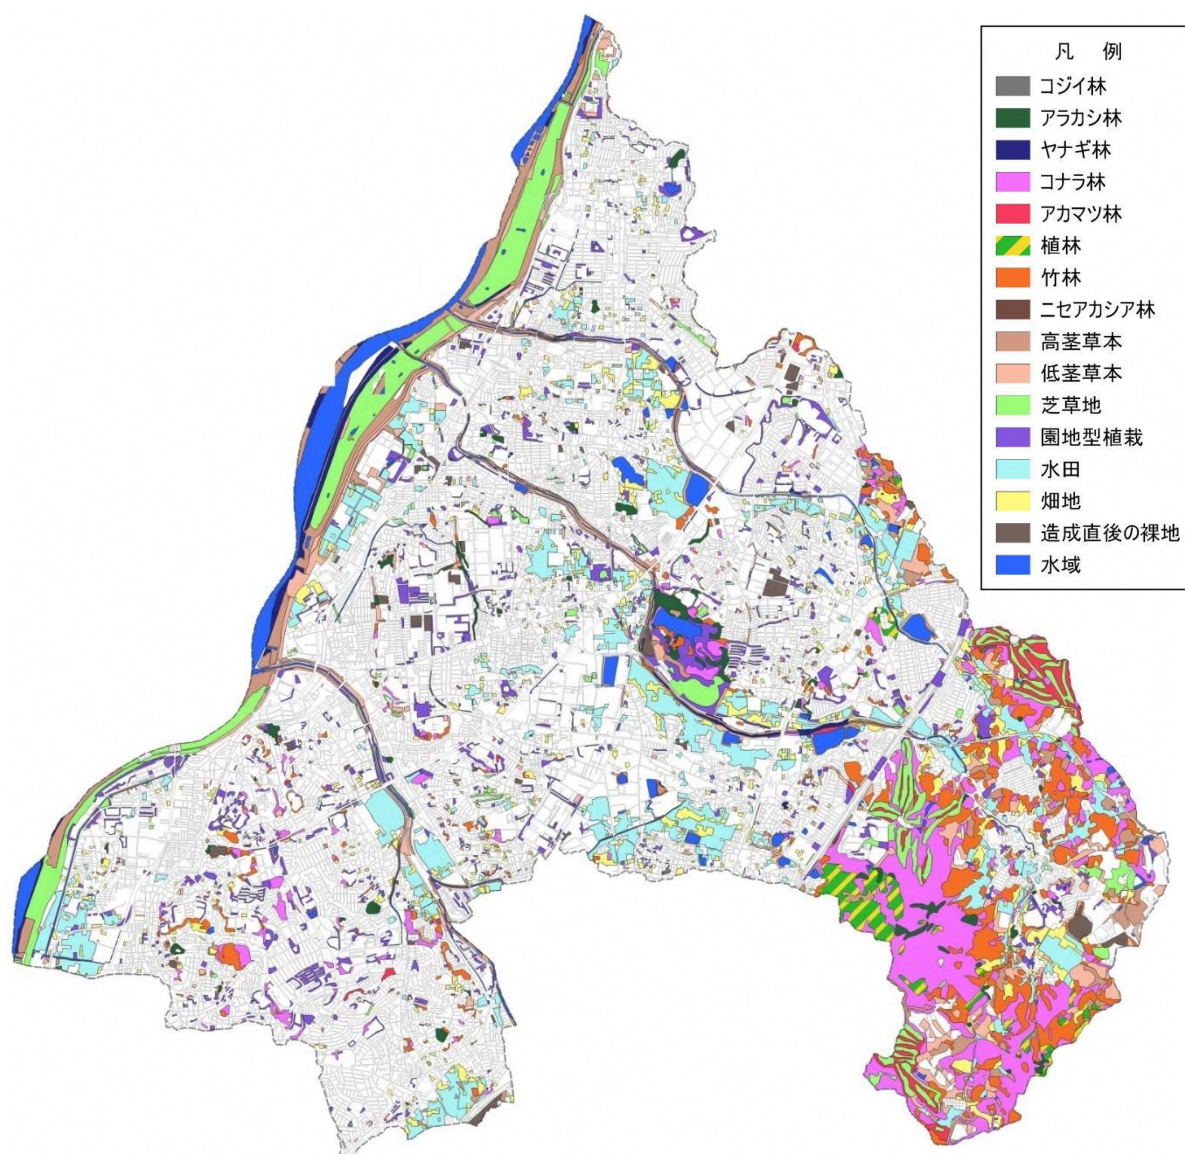 凡 例
コジイ林
アラカシ林
ヤナギ林
コナラ林
アカマツ林
植林
竹林
ニセアカシア林
高茎草本
低茎草本
芝草地
園地型植栽
水田
畑地
造成直後の裸地
水域